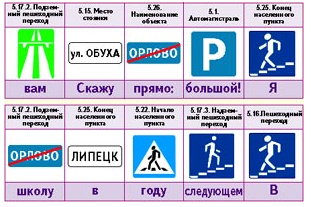 5.17.2. Подземный пешеходный переход
5.15. Место стоянки
5.26. Наименование объекта
5.1. Автомагистраль
5.25. Конец населенного пункта
ул. ОБУХА
ОРЛОВО
P
вам
Скажу
прямо:
большой!
Я
5.17.2. Подземный пешеходный переход
5.25. Конец населенного пункта
5.22. Начало населенного пункта
5.17.3. Надземный пешеходный переход
5.16.Пешеходный переход
ОРЛОВО
ЛИПЕЦК
школу
в
году
следующем
В